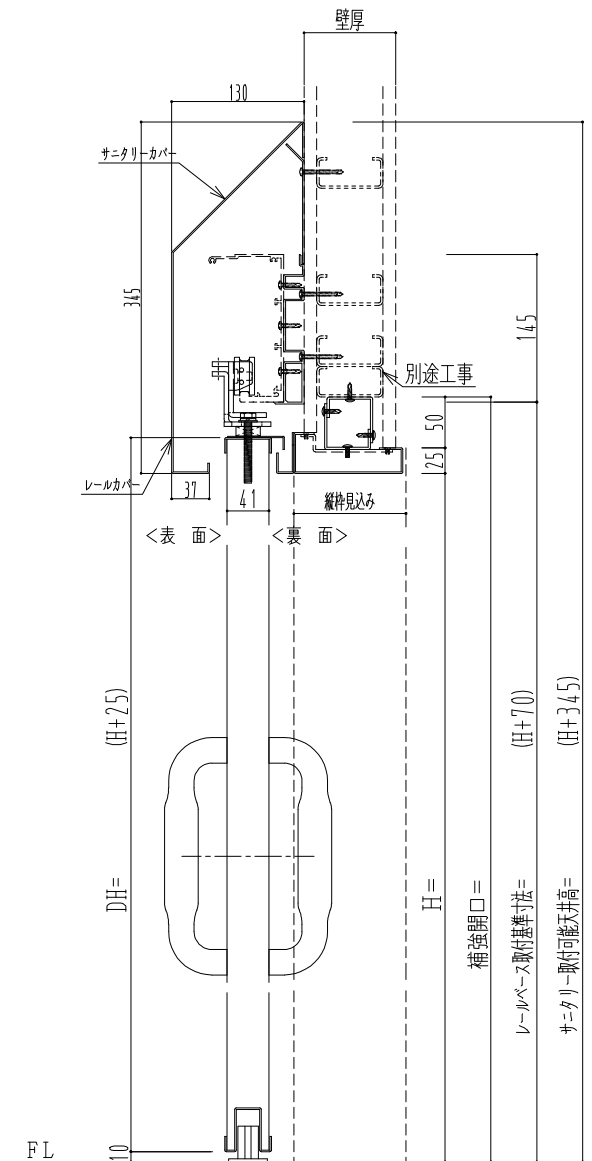 壁厚
130
サニタリーカバー
345
145
別途工事
50
25
レールカバー
37
41
縦枠見込み
<表 面>
<裏 面>
(H+25)
(H+70)
(H+345)
DH=
H=
補強開口=
レールベース取付基準寸法=
サニタリー取付可能天井高=
10
FL